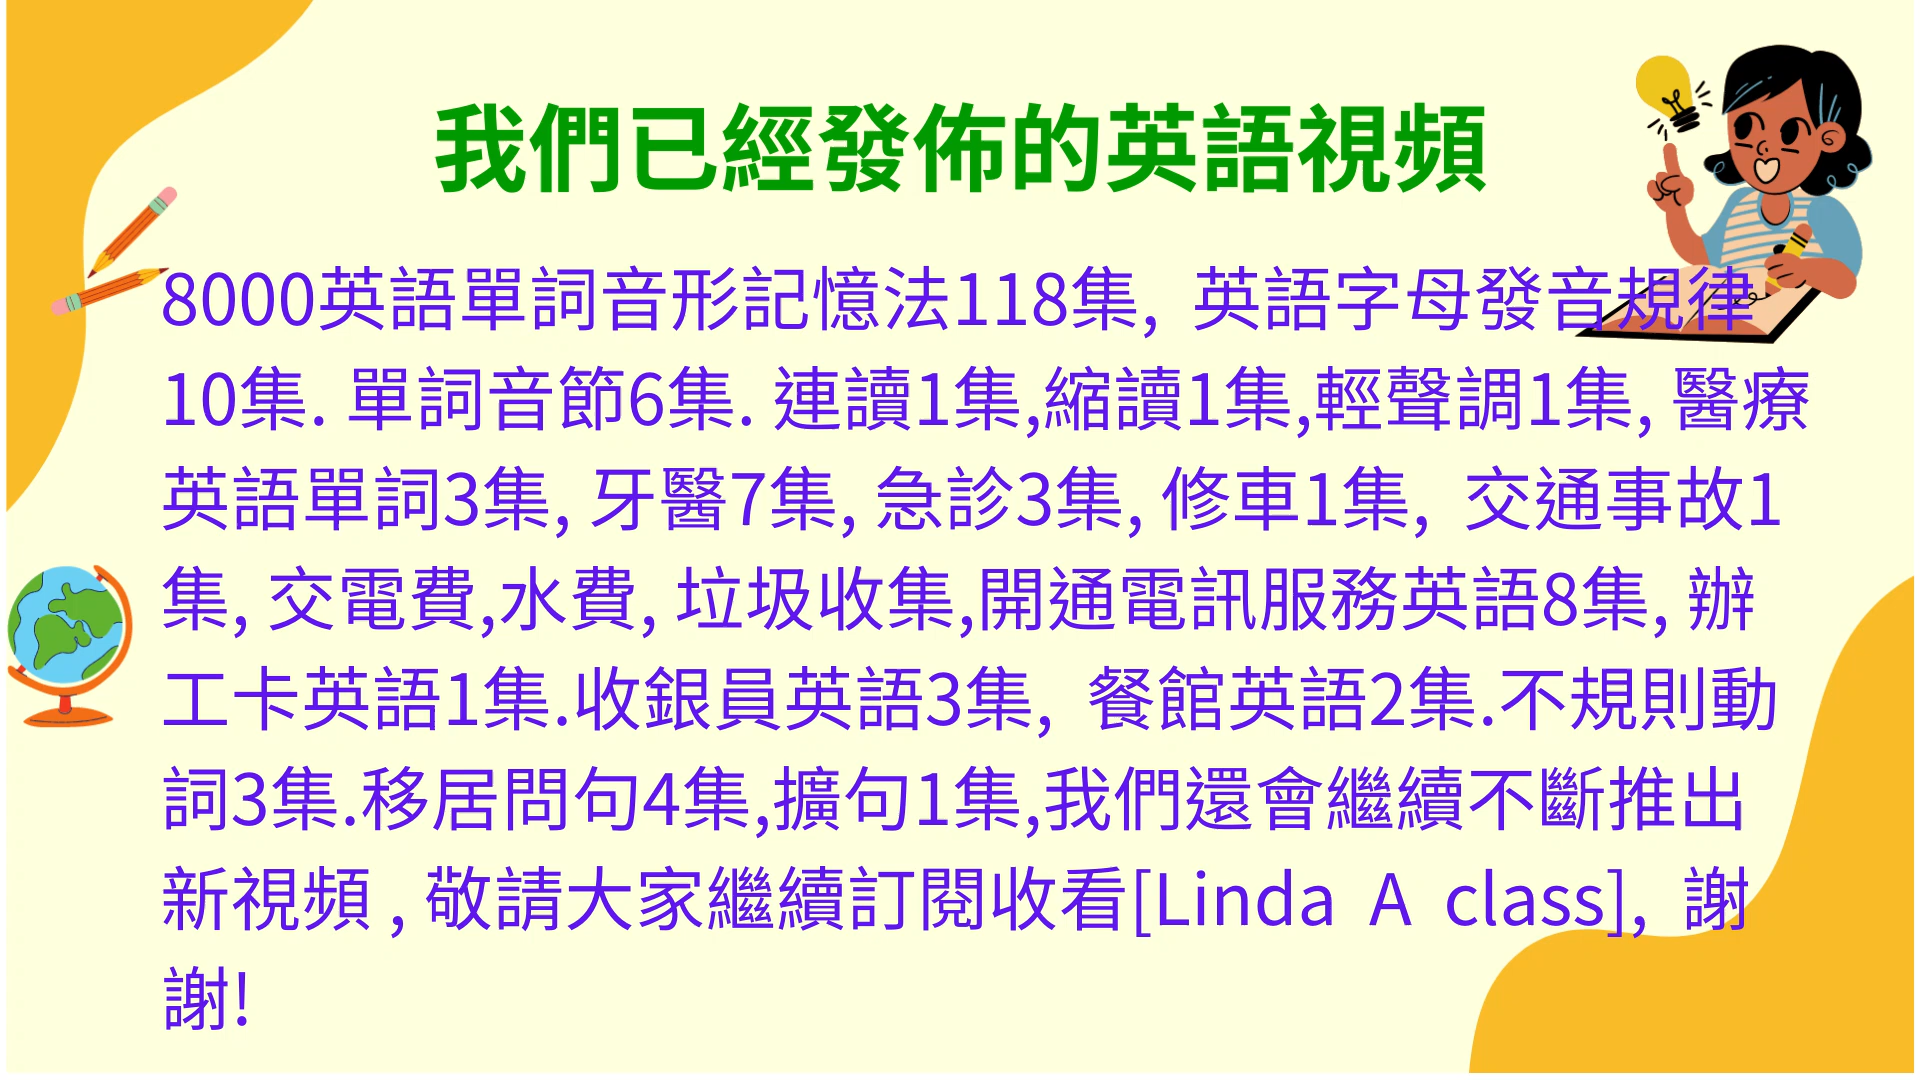 我們已經發佈的英語視頻
8000英語單詞音形記憶法118集,  英語字母發音規律
10集. 單詞音節6集. 連讀1集,縮讀1集,輕聲調1集, 醫療
英語單詞3集, 牙醫7集, 急診3集, 修車1集,  交通事故1
集, 交電費,水費, 垃圾收集,開通電訊服務英語8集, 辦
工卡英語1集.收銀員英語3集,  餐館英語2集.不規則動
詞3集.移居問句4集,擴句1集,我們還會繼續不斷推出
新視頻 , 敬請大家繼續訂閱收看[Linda  A  class],  謝
謝!